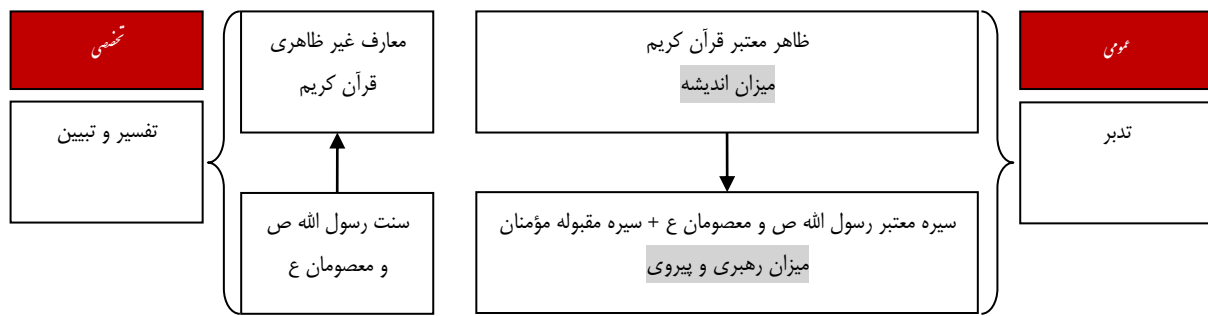 عمومی
تدبر
ظاهر معتبر قرآن کریم
میزان اندیشه
سیره معتبر رسول الله ص و معصومان ع + سیره مقبوله مؤمنان
میزان رهبری و پیروی
معارف غیر ظاهری
قرآن کریم
سنت رسول الله ص
و معصومان ع
تخصصی
تفسیر و تبیین